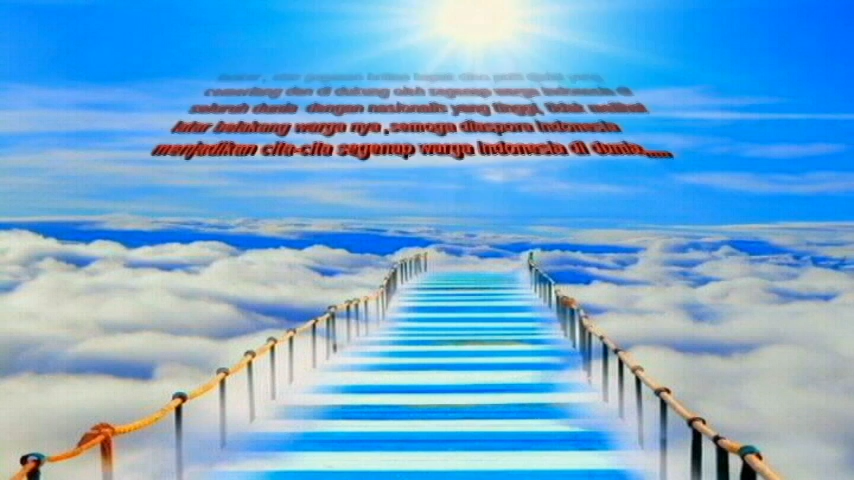 cemerlang dan di dukung oleh segenap warga indonesia di
seluruh dunia dengan nasionalis yang tinggi, tidak melihat
latar belakang warga nya ,semoga diaspora indonesia
menjadikan cita-cita segenap warga indonesia di dunia,,,,,